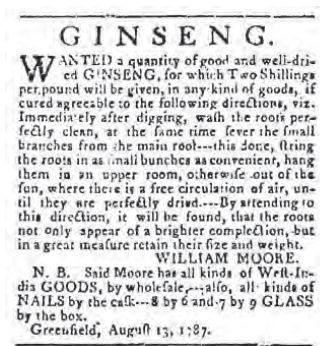 GINSENG.
WANTED a quantity of good and well-dri-
ed GINSENG, for which Two Shillings
per pound will be given, in any kind of goods, if
cured agreeable to the following directions, viz.
Immediately after digging, wash the roots per-
fectly clean, at the same time sever the small
branches from the main root---this done, string
the roots in as small bunches as convenient, hang
them in an upper room, otherwise out of the
sun, where there is a free circulation of air, un-
til they are perfectly dried.---By attending to
this direction, it will be found, that the roots
not only appear of a brighter complection, but
in a great measure retain their size and weight.
WILLIAM MOORE.
N. B. Said Moore has all kinds of West-In-
dia GOODS, by wholesale,---also, all kinds of
NAILS by the cask---8 by 6 and 7 by 9 GLASS
by the box.
Greenfield, August 13, 1787.